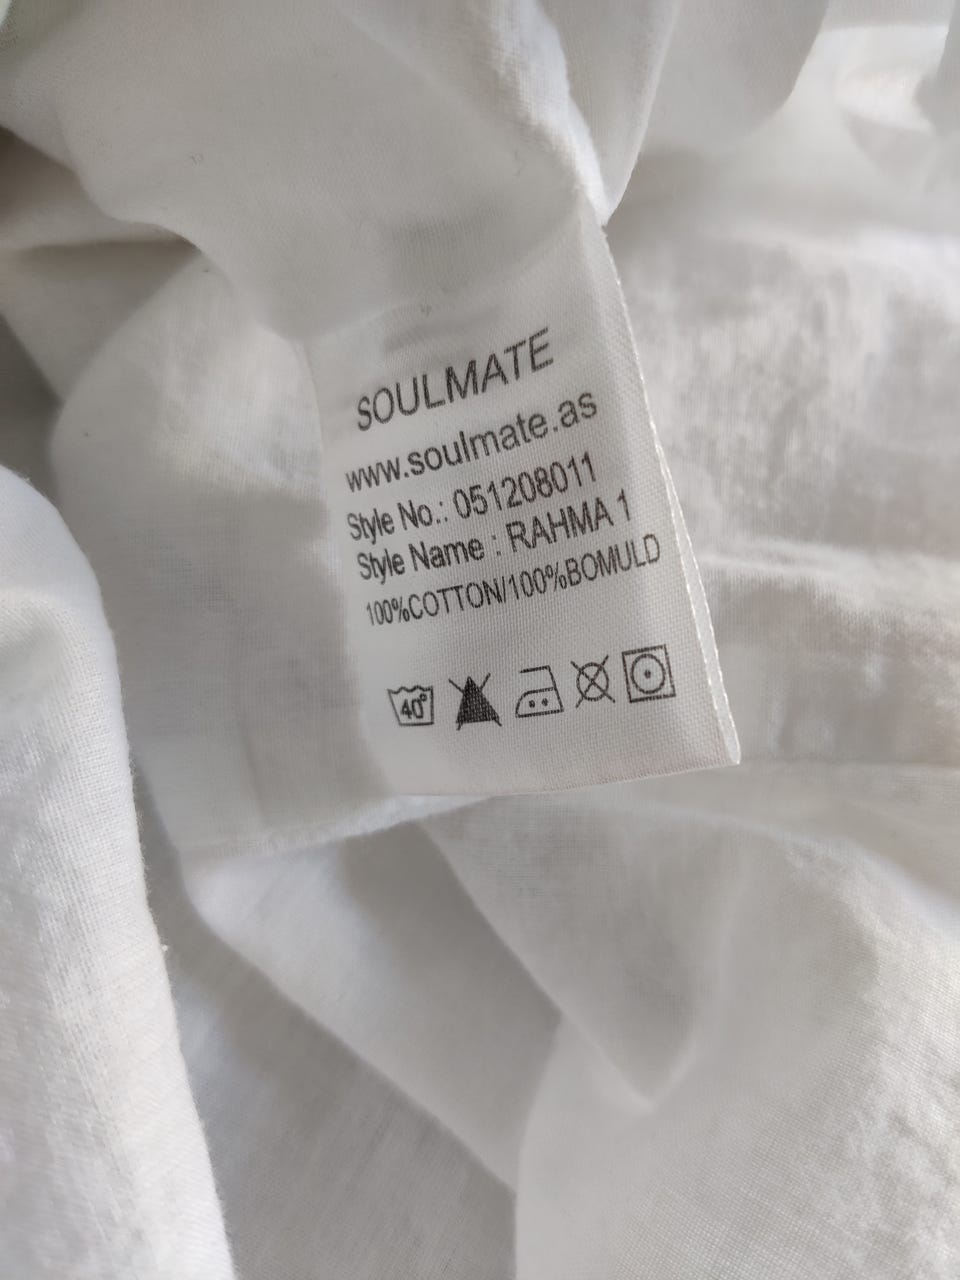 SOULMATE
www.soulmate.as
Style No.: 051208011
Style Name : RAHMA 1
100%COTTON/100%BOMULD
40°